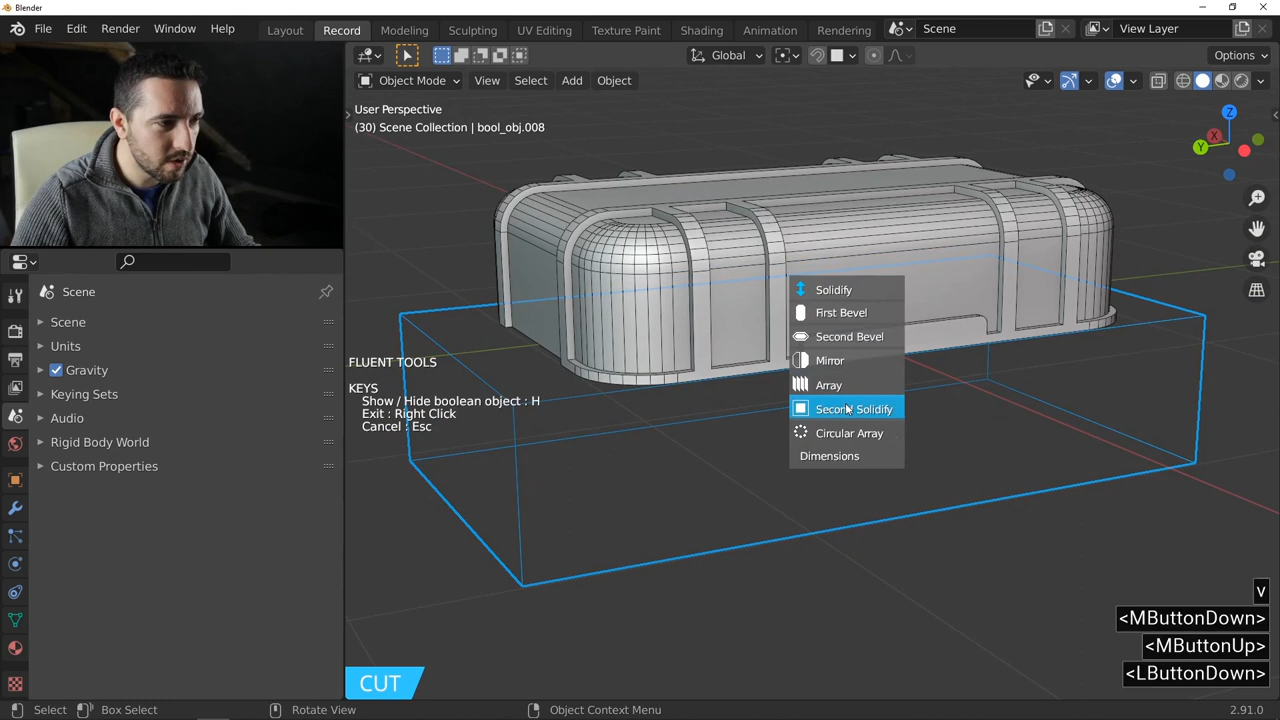 Blender
File Edit Render Window Help Layout Record Modeling Sculpting UV Editing Texture Paint Shading Animation Rendering Scene View Layer
Global Options
Object Mode View Select Add Object
User Perspective
(30) Scene Collection | bool_obj.008
Z
X
Y
Scene
Scene
Units
Gravity
Keying Sets
Audio
Rigid Body World
Custom Properties
FLUENT TOOLS
KEYS
Show / Hide boolean object : H
Exit : Right Click
Cancel : Esc
Solidify
First Bevel
Second Bevel
Mirror
Array
Second Solidify
Circular Array
Dimensions
v
<MButtonDown>
<MButtonUp>
<LButtonDown>
CUT
Select Box Select Rotate View Object Context Menu 2.91.0